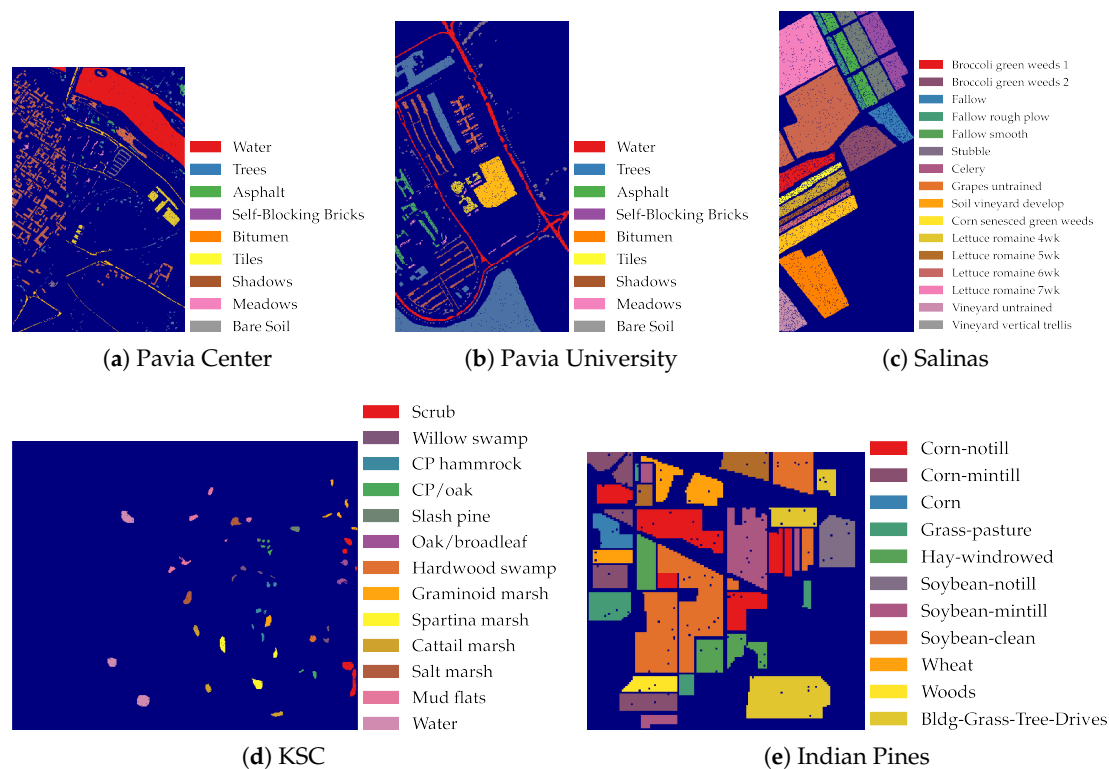 Water
Trees
Asphalt
Self-Blocking Bricks
Bitumen
Tiles
Shadows
Meadows
Bare Soil
(a) Pavia Center
Water
Trees
Asphalt
Self-Blocking Bricks
Bitumen
Tiles
Shadows
Meadows
Bare Soil
(b) Pavia University
Broccoli green weeds 1
Broccoli green weeds 2
Fallow
Fallow rough plow
Fallow smooth
Stubble
Celery
Grapes untrained
Soil vineyard develop
Corn senesced green weeds
Lettuce romaine 4wk
Lettuce romaine 5wk
Lettuce romaine 6wk
Lettuce romaine 7wk
Vineyard untrained
Vineyard vertical trellis
(c) Salinas
Scrub
Willow swamp
CP hammrock
CP/oak
Slash pine
Oak/broadleaf
Hardwood swamp
Graminoid marsh
Spartina marsh
Cattail marsh
Salt marsh
Mud flats
Water
(d) KSC
Corn-notill
Corn-mintill
Corn
Grass-pasture
Hay-windrowed
Soybean-notill
Soybean-mintill
Soybean-clean
Wheat
Woods
Bldg-Grass-Tree-Drives
(e) Indian Pines